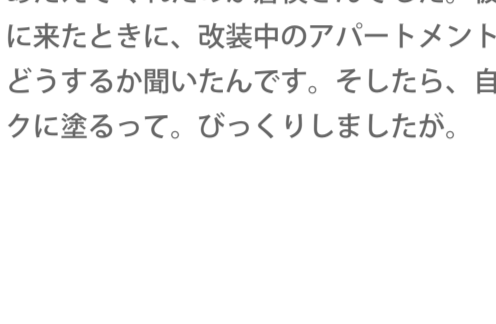 に来たときに、改装中のアパートメント
どうするか聞いたんです。そしたら、自
クに塗るって。びっくりしましたが。